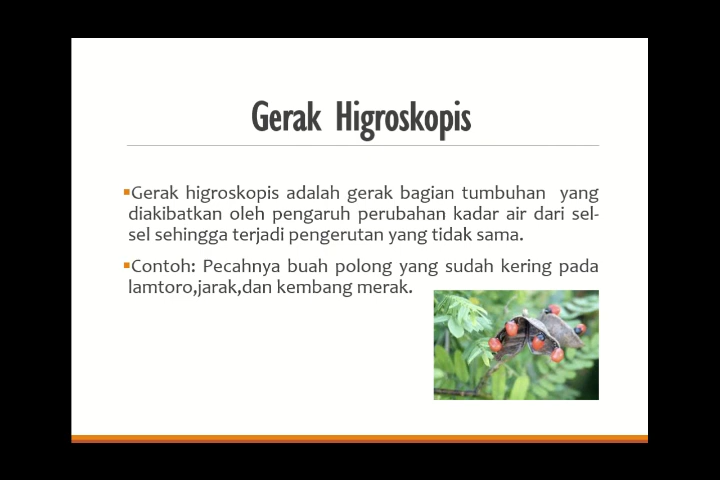 Gerak Higroskopis
▪Gerak higroskopis adalah gerak bagian tumbuhan yang
diakibatkan oleh pengaruh perubahan kadar air dari sel-
sel sehingga terjadi pengerutan yang tidak sama.
▪Contoh: Pecahnya buah polong yang sudah kering pada
lamtoro,jarak,dan kembang merak.